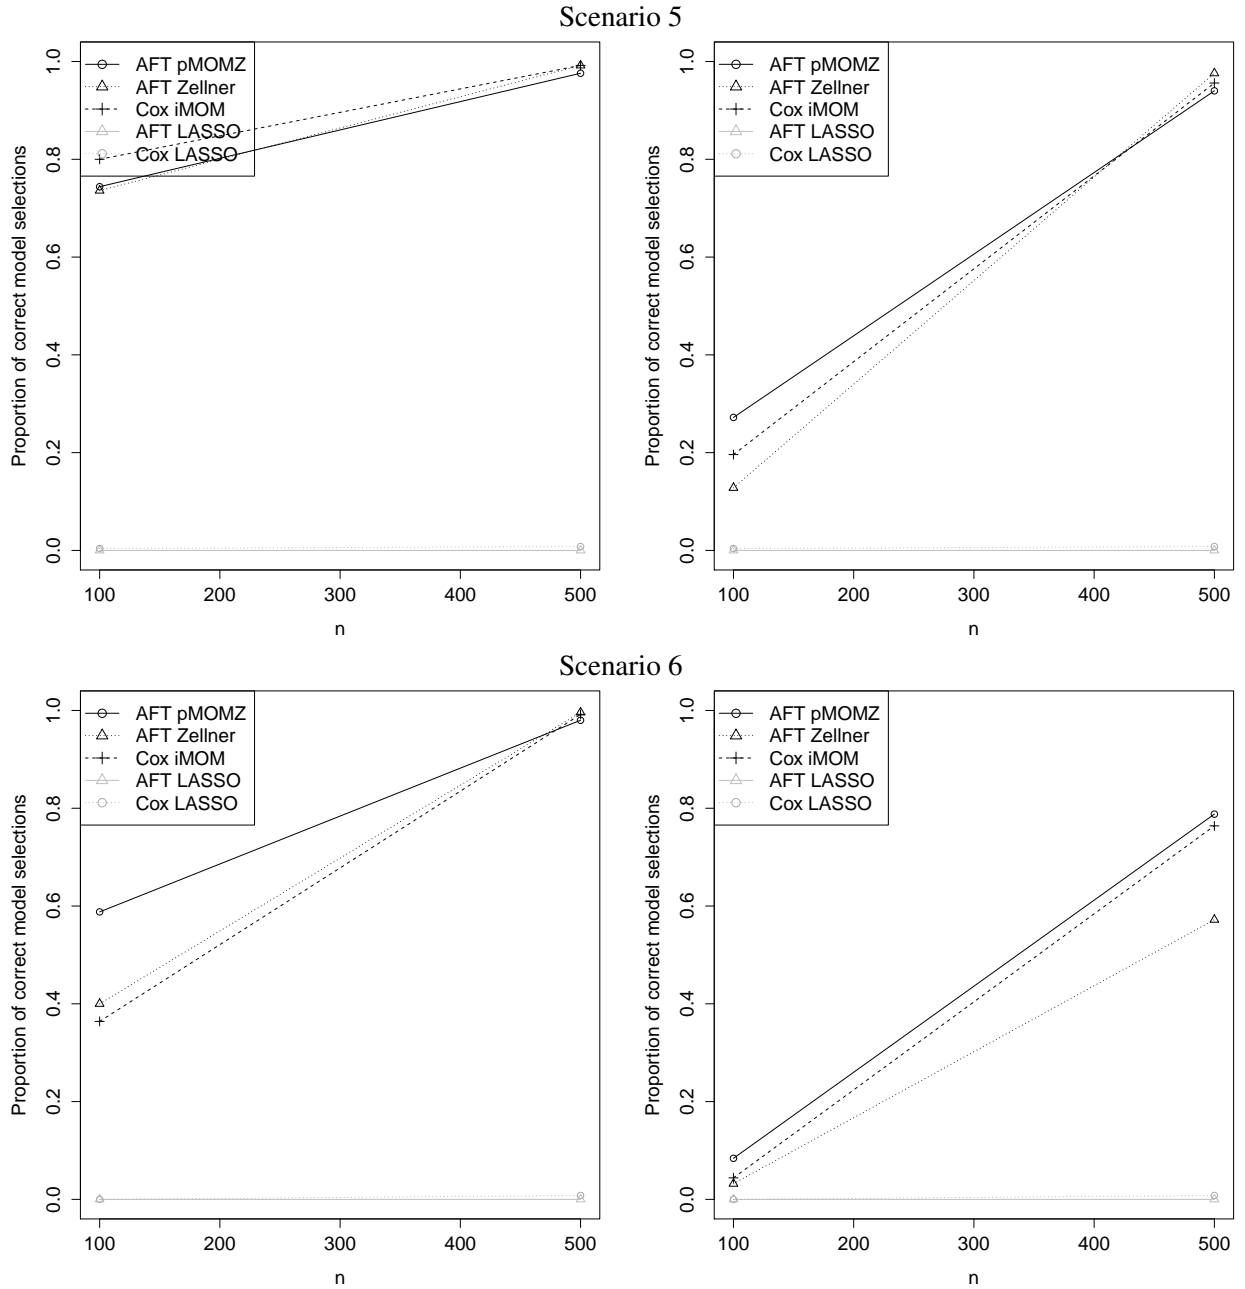 Scenario 5
AFT pMOMZ
AFT Zellner
Cox iMOM
AFT LASSO
Cox LASSO
Proportion of correct model selections
0.0 0.2 0.4 0.6 0.8 1.0
100 200 300 400 500
n
AFT pMOMZ
AFT Zellner
Cox iMOM
AFT LASSO
Cox LASSO
Proportion of correct model selections
0.0 0.2 0.4 0.6 0.8 1.0
100 200 300 400 500
n
Scenario 6
AFT pMOMZ
AFT Zellner
Cox iMOM
AFT LASSO
Cox LASSO
Proportion of correct model selections
0.0 0.2 0.4 0.6 0.8 1.0
100 200 300 400 500
n
AFT pMOMZ
AFT Zellner
Cox iMOM
AFT LASSO
Cox LASSO
Proportion of correct model selections
0.0 0.2 0.4 0.6 0.8 1.0
100 200 300 400 500
n